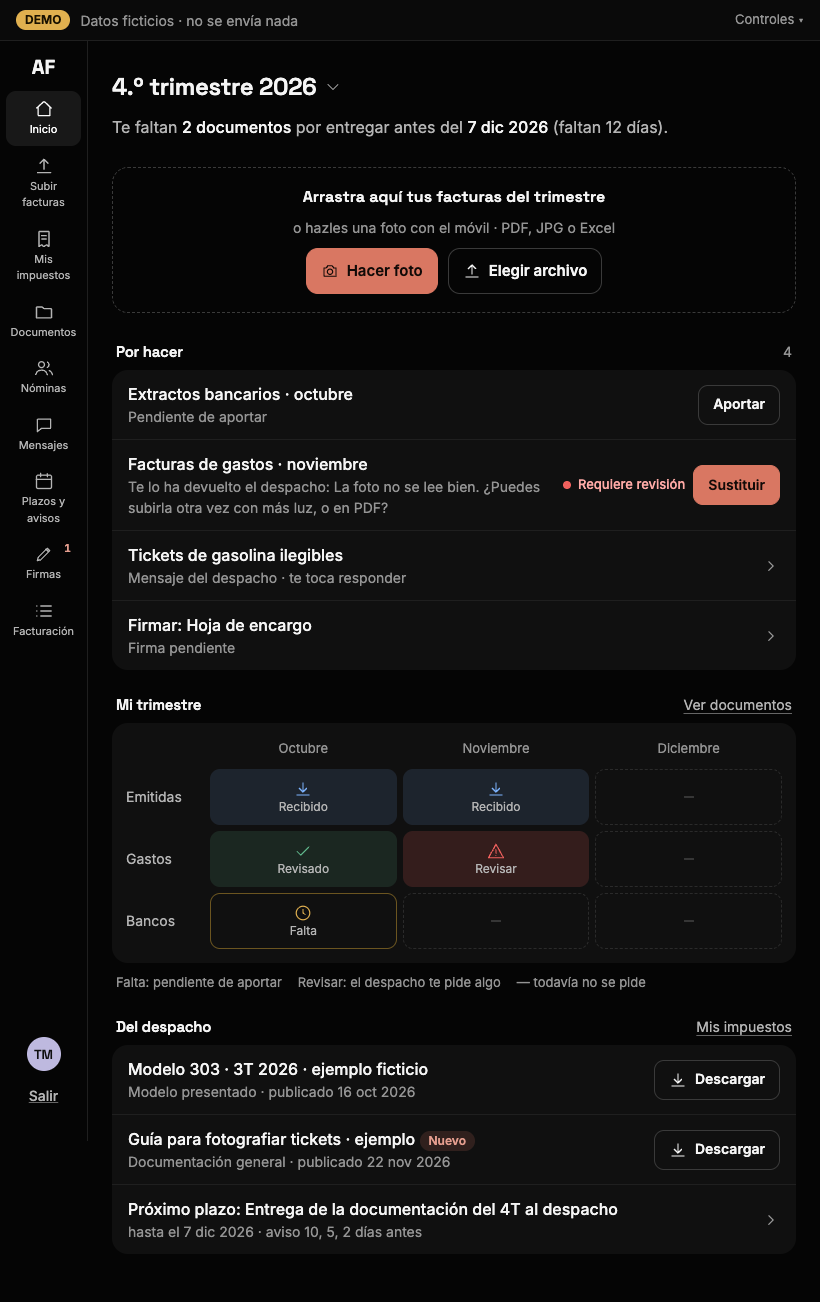 DEMO Datos ficticios · no se envía nada
Controles ▾
AF
Inicio
Subir
facturas
Mis
impuestos
Documentos
Nóminas
Mensajes
Plazos y
avisos
1
Firmas
Facturación
TM
Salir
4.º trimestre 2026
Te faltan 2 documentos por entregar antes del 7 dic 2026 (faltan 12 días).
Arrastra aquí tus facturas del trimestre
o hazles una foto con el móvil · PDF, JPG o Excel
Hacer foto
Elegir archivo
Por hacer
4
Extractos bancarios · octubre
Pendiente de aportar
Aportar
Facturas de gastos · noviembre
Te lo ha devuelto el despacho: La foto no se lee bien. ¿Puedes
subirla otra vez con más luz, o en PDF?
Requiere revisión
Sustituir
Tickets de gasolina ilegibles
Mensaje del despacho · te toca responder
Firmar: Hoja de encargo
Firma pendiente
Mi trimestre
Ver documentos
Octubre Noviembre Diciembre
Emitidas Recibido Recibido —
Gastos Revisado Revisar —
Bancos Falta — —
Falta: pendiente de aportar Revisar: el despacho te pide algo — todavía no se pide
Del despacho
Mis impuestos
Modelo 303 · 3T 2026 · ejemplo ficticio
Modelo presentado · publicado 16 oct 2026
Descargar
Guía para fotografiar tickets · ejemplo Nuevo
Documentación general · publicado 22 nov 2026
Descargar
Próximo plazo: Entrega de la documentación del 4T al despacho
hasta el 7 dic 2026 · aviso 10, 5, 2 días antes